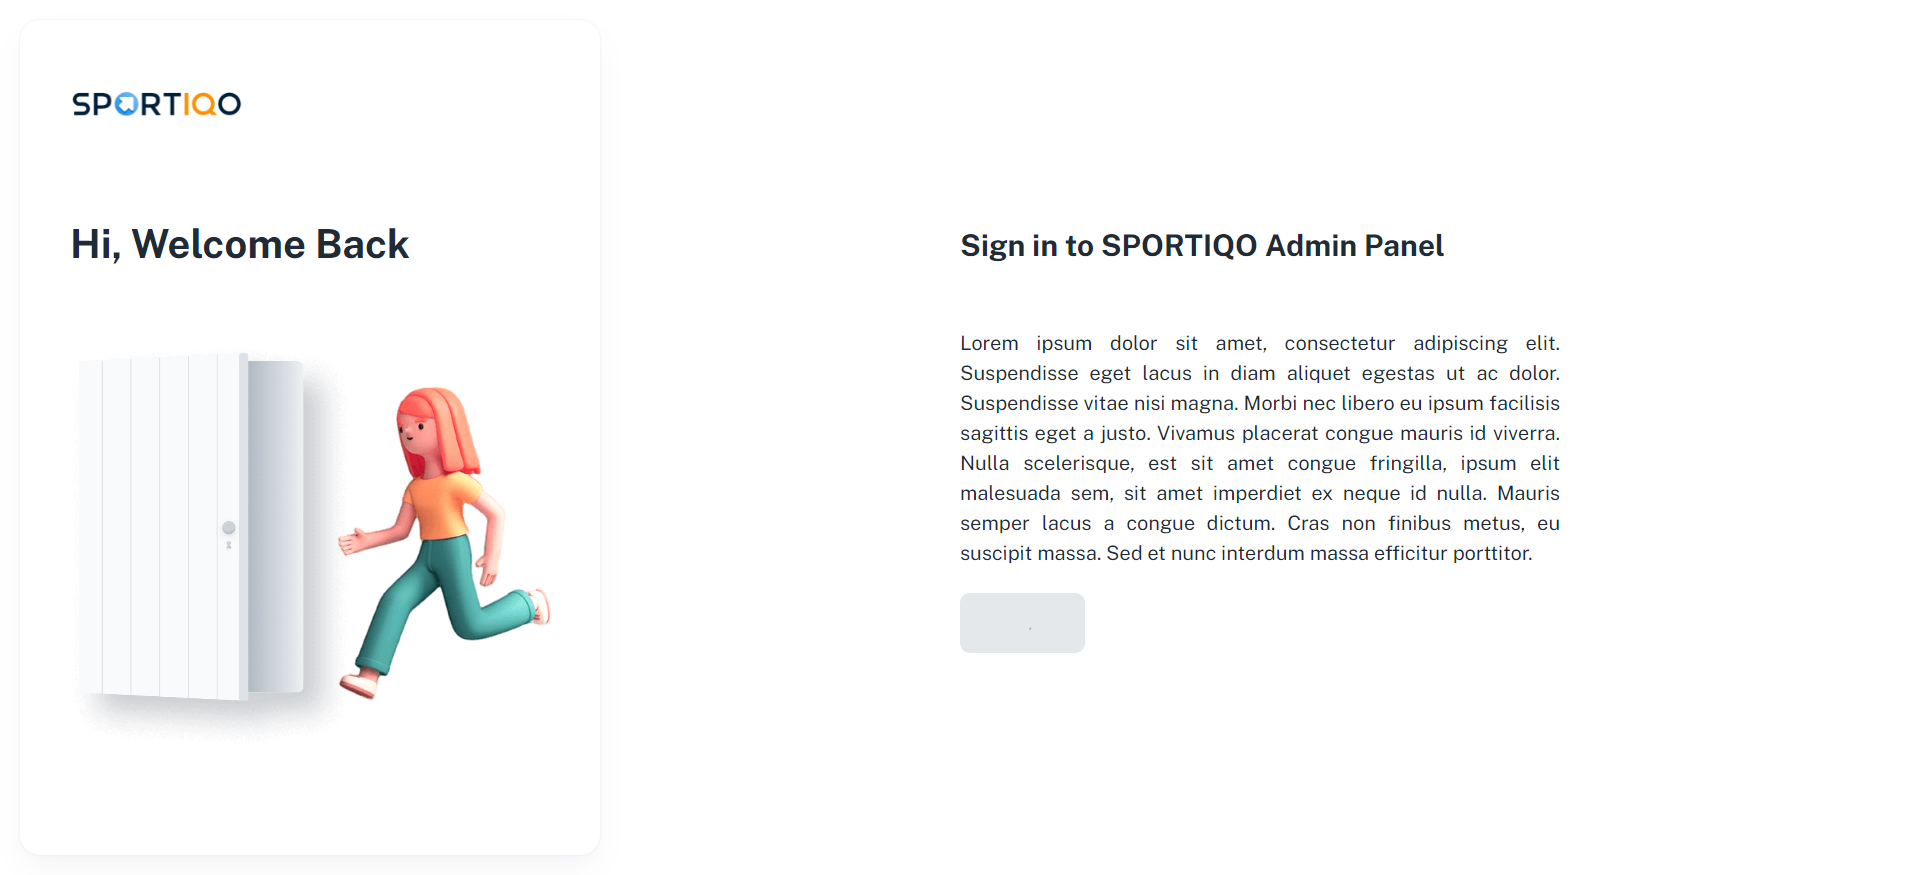 SPORTIQO
Hi, Welcome Back
Sign in to SPORTIQO Admin Panel
Lorem ipsum dolor sit amet, consectetur adipiscing elit.
Suspendisse eget lacus in diam aliquet egestas ut ac dolor.
Suspendisse vitae nisi magna. Morbi nec libero eu ipsum facilisis
sagittis eget a justo. Vivamus placerat congue mauris id viverra.
Nulla scelerisque, est sit amet congue fringilla, ipsum elit
malesuada sem, sit amet imperdiet ex neque id nulla. Mauris
semper lacus a congue dictum. Cras non finibus metus, eu
suscipit massa. Sed et nunc interdum massa efficitur porttitor.